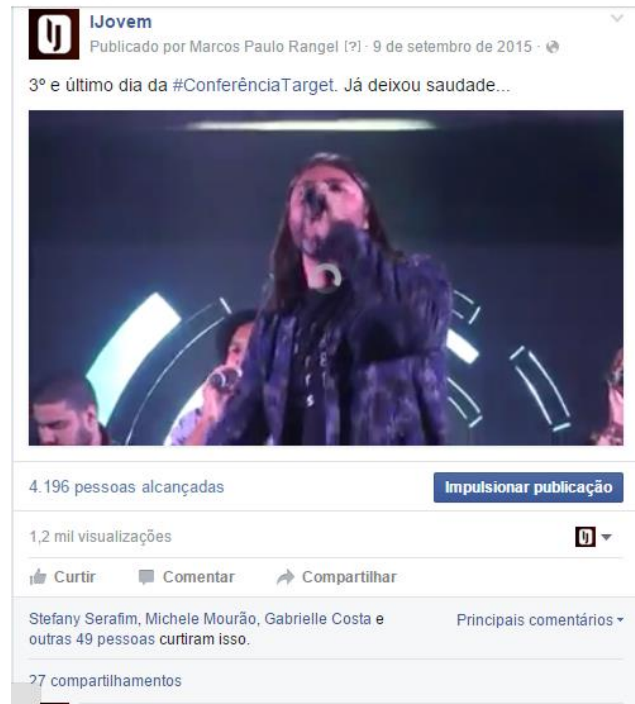 IJovem
Publicado por Marcos Paulo Rangel [?] · 9 de setembro de 2015 ·
3º e último dia da #ConferênciaTarget. Já deixou saudade...
4.196 pessoas alcançadas
Impulsionar publicação
1,2 mil visualizações
Curtir Comentar Compartilhar
Stefany Serafim, Michele Mourão, Gabrielle Costa e
outras 49 pessoas curtiram isso.
Principais comentários
27 compartilhamentos